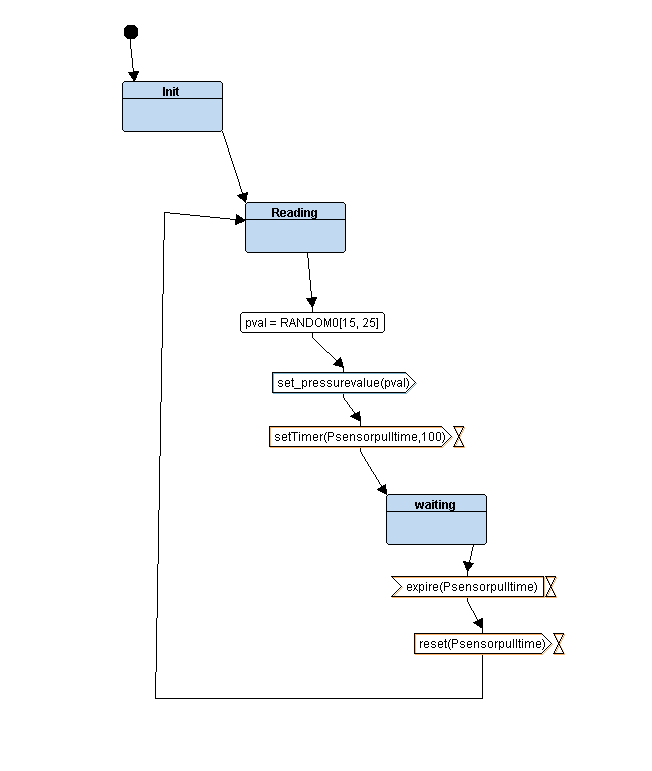 Init
Reading
pval = RANDOM0[15, 25]
set_pressurevalue(pval)
setTimer(Psensorpulltime,100)
waiting
expire(Psensorpulltime)
reset(Psensorpulltime)